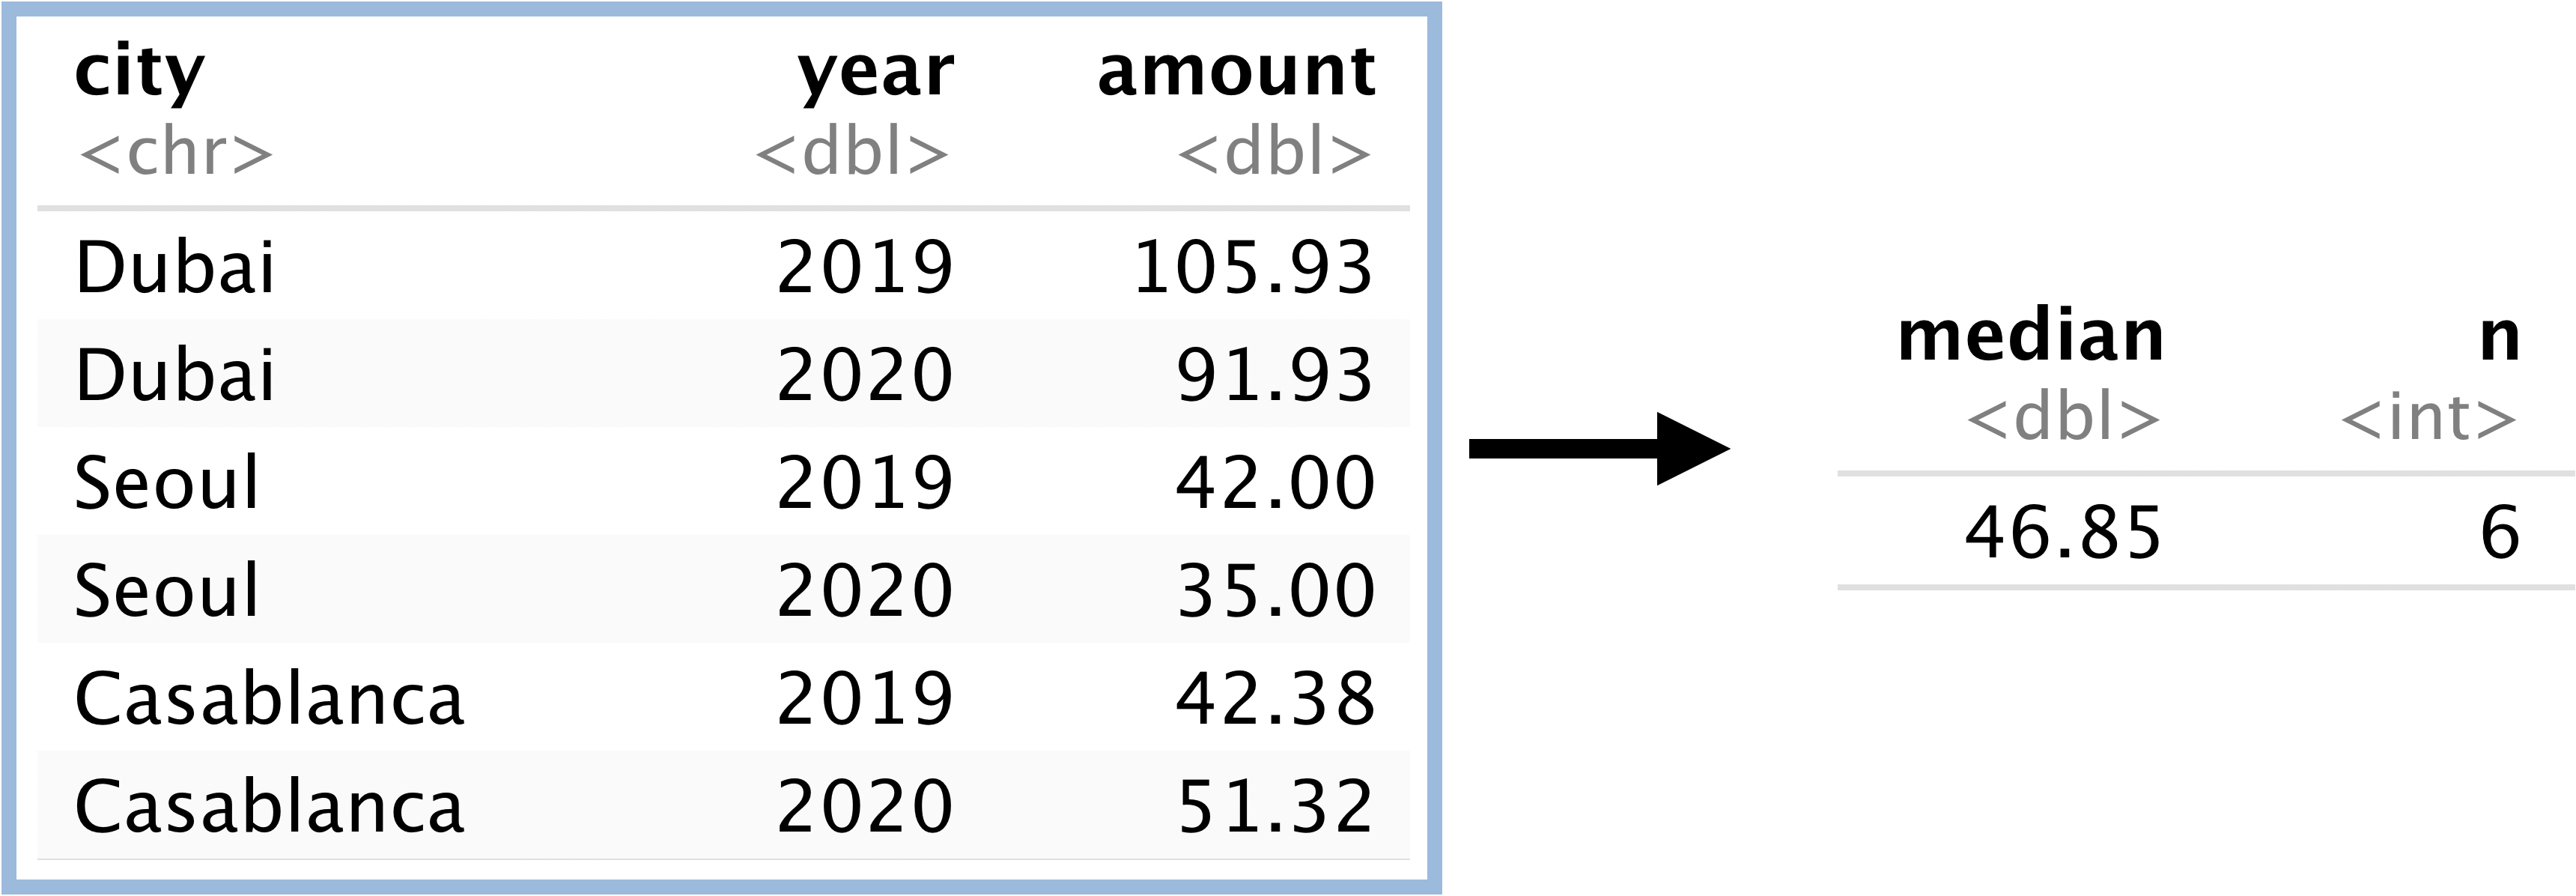 city year amount
<chr> <dbl> <dbl>
Dubai 2019 105.93
Dubai 2020 91.93
Seoul 2019 42.00
Seoul 2020 35.00
Casablanca 2019 42.38
Casablanca 2020 51.32
median n
<dbl> <int>
46.85 6